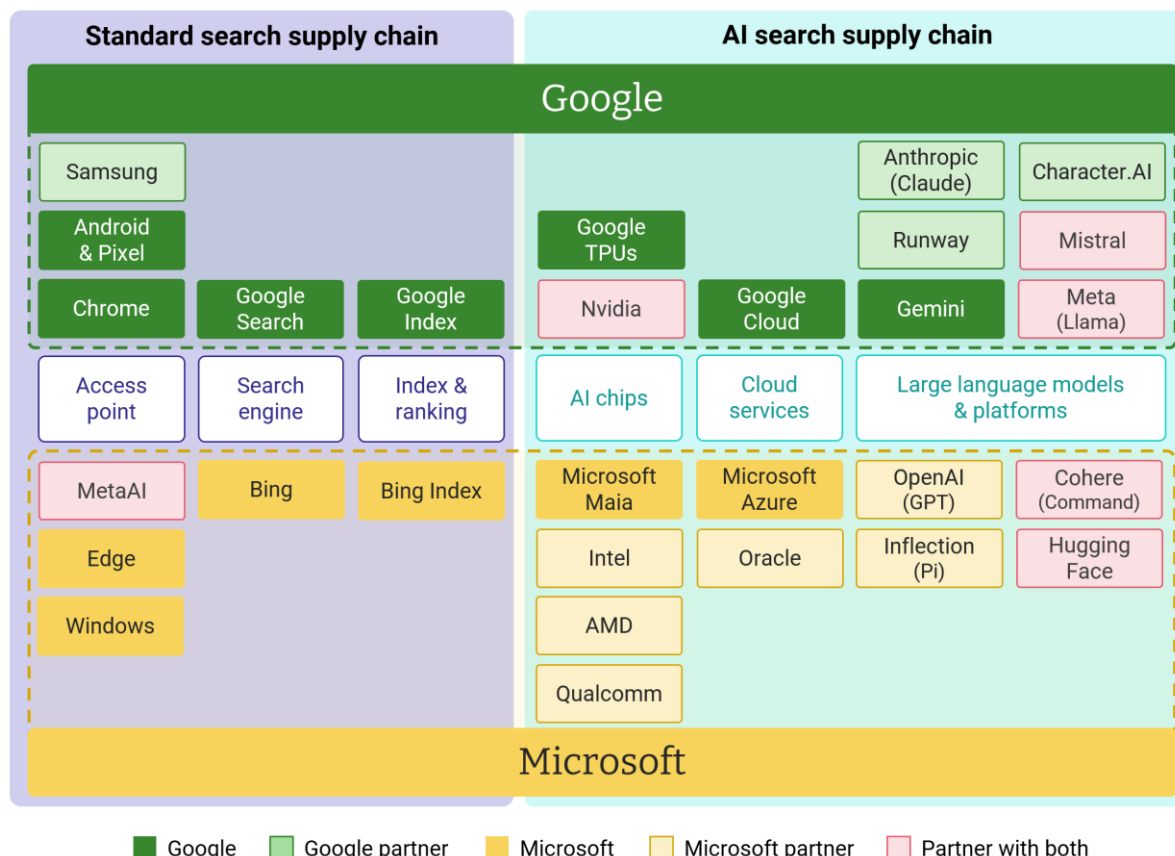 Standard search supply chain
AI search supply chain
Google
Samsung
Anthropic
(Claude)
Character.AI
Android
& Pixel
Google
TPUs
Runway
Mistral
Chrome
Google
Search
Google
Index
Nvidia
Google
Cloud
Gemini
Meta
(Llama)
Access
point
Search
engine
Index &
ranking
AI chips
Cloud
services
Large language models
& platforms
MetaAI
Bing
Bing Index
Microsoft
Maia
Microsoft
Azure
OpenAI
(GPT)
Cohere
(Command)
Edge
Intel
Oracle
Inflection
(Pi)
Hugging
Face
Windows
AMD
Qualcomm
Microsoft
Google
Google partner
Microsoft
Microsoft partner
Partner with both